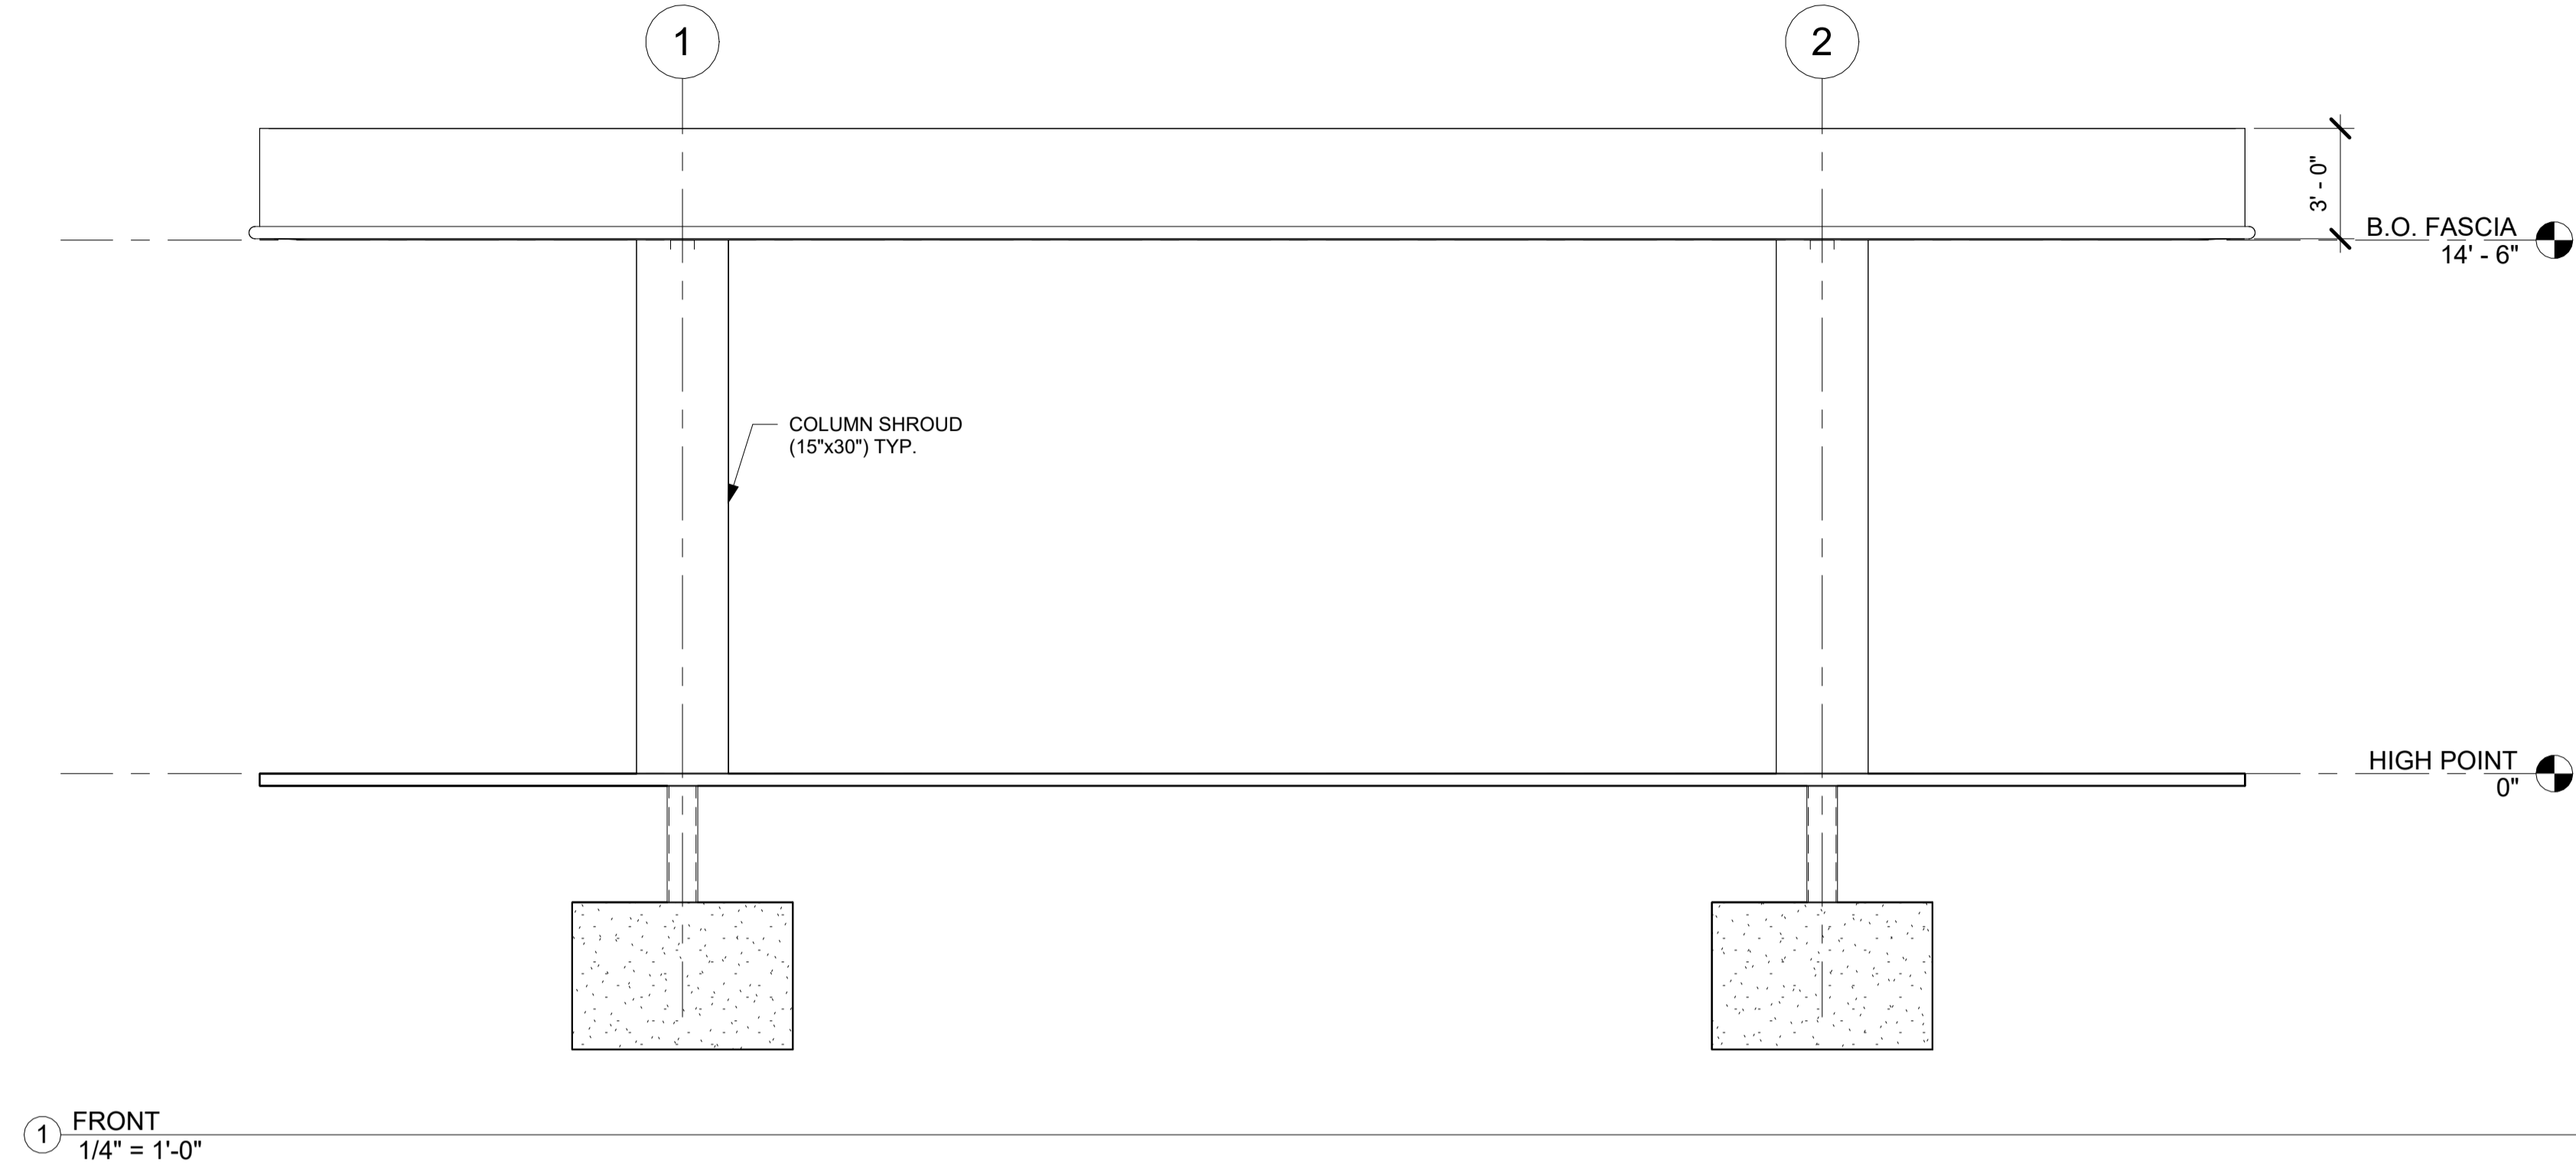 1
2
3' - 0"
B.O. FASCIA
14' - 6"
COLUMN SHROUD
(15"x30") TYP.
HIGH POINT
0"
1
FRONT
1/4" = 1'-0"